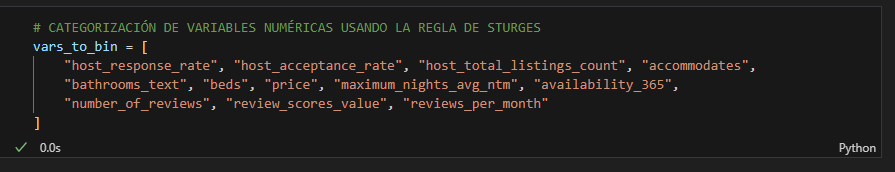 # CATEGORIZACIÓN DE VARIABLES NUMÉRICAS USANDO LA REGLA DE STURGES
vars_to_bin = [
"host_response_rate", "host_acceptance_rate", "host_total_listings_count", "accommodates",
"bathrooms_text", "beds", "price", "maximum_nights_avg_ntm", "availability_365",
"number_of_reviews", "review_scores_value", "reviews_per_month"
]
0.0s Python